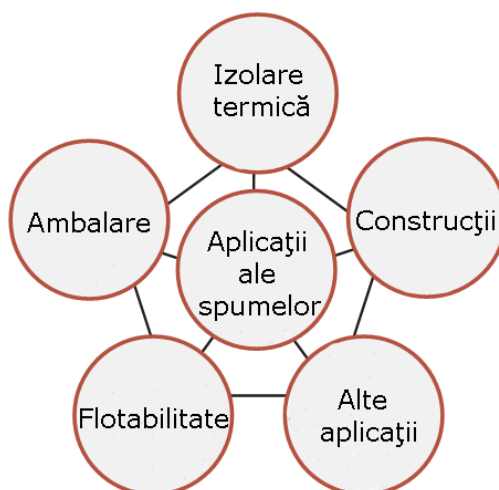 Izolare
termică
Ambalare
Construcţii
Aplicaţii
ale
spumelor
Flotabilitate
Alte
aplicaţii